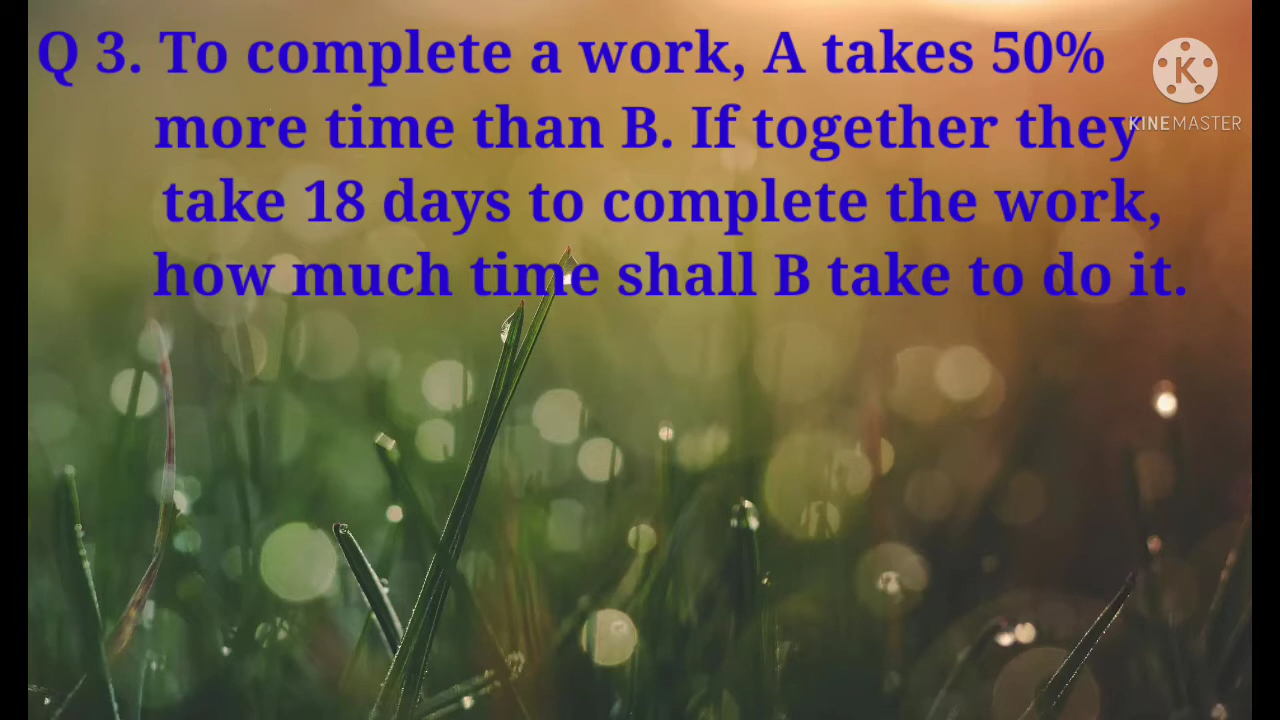 Q 3. To complete a work, A takes 50%
more time than B. If together they
take 18 days to complete the work,
how much time shall B take to do it.
K
KINEMASTER